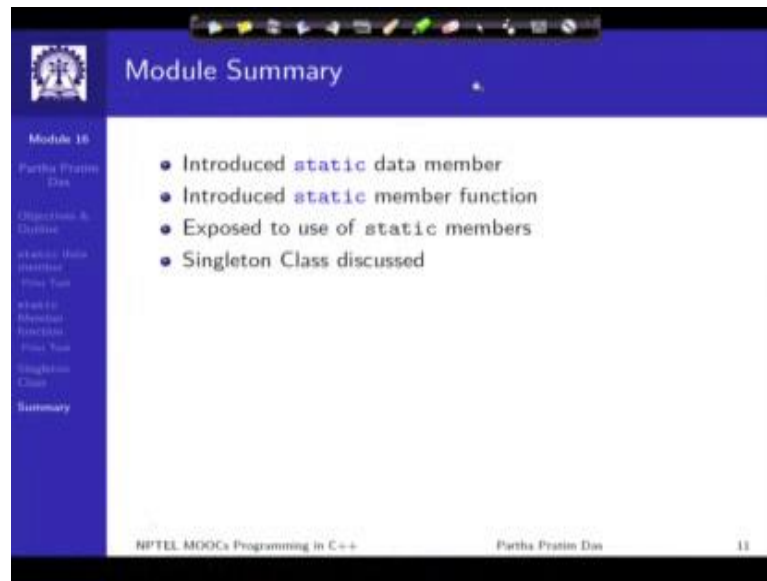 Module Summary
Module 16
Partha Pratim
Das
Objectives &
Outline
static data
member
Print Task
static
Member
function
Print Task
Singleton
Class
Summary
Introduced static data member
Introduced static member function
Exposed to use of static members
Singleton Class discussed
NPTEL MOOCs Programming in C++
Partha Pratim Das
11